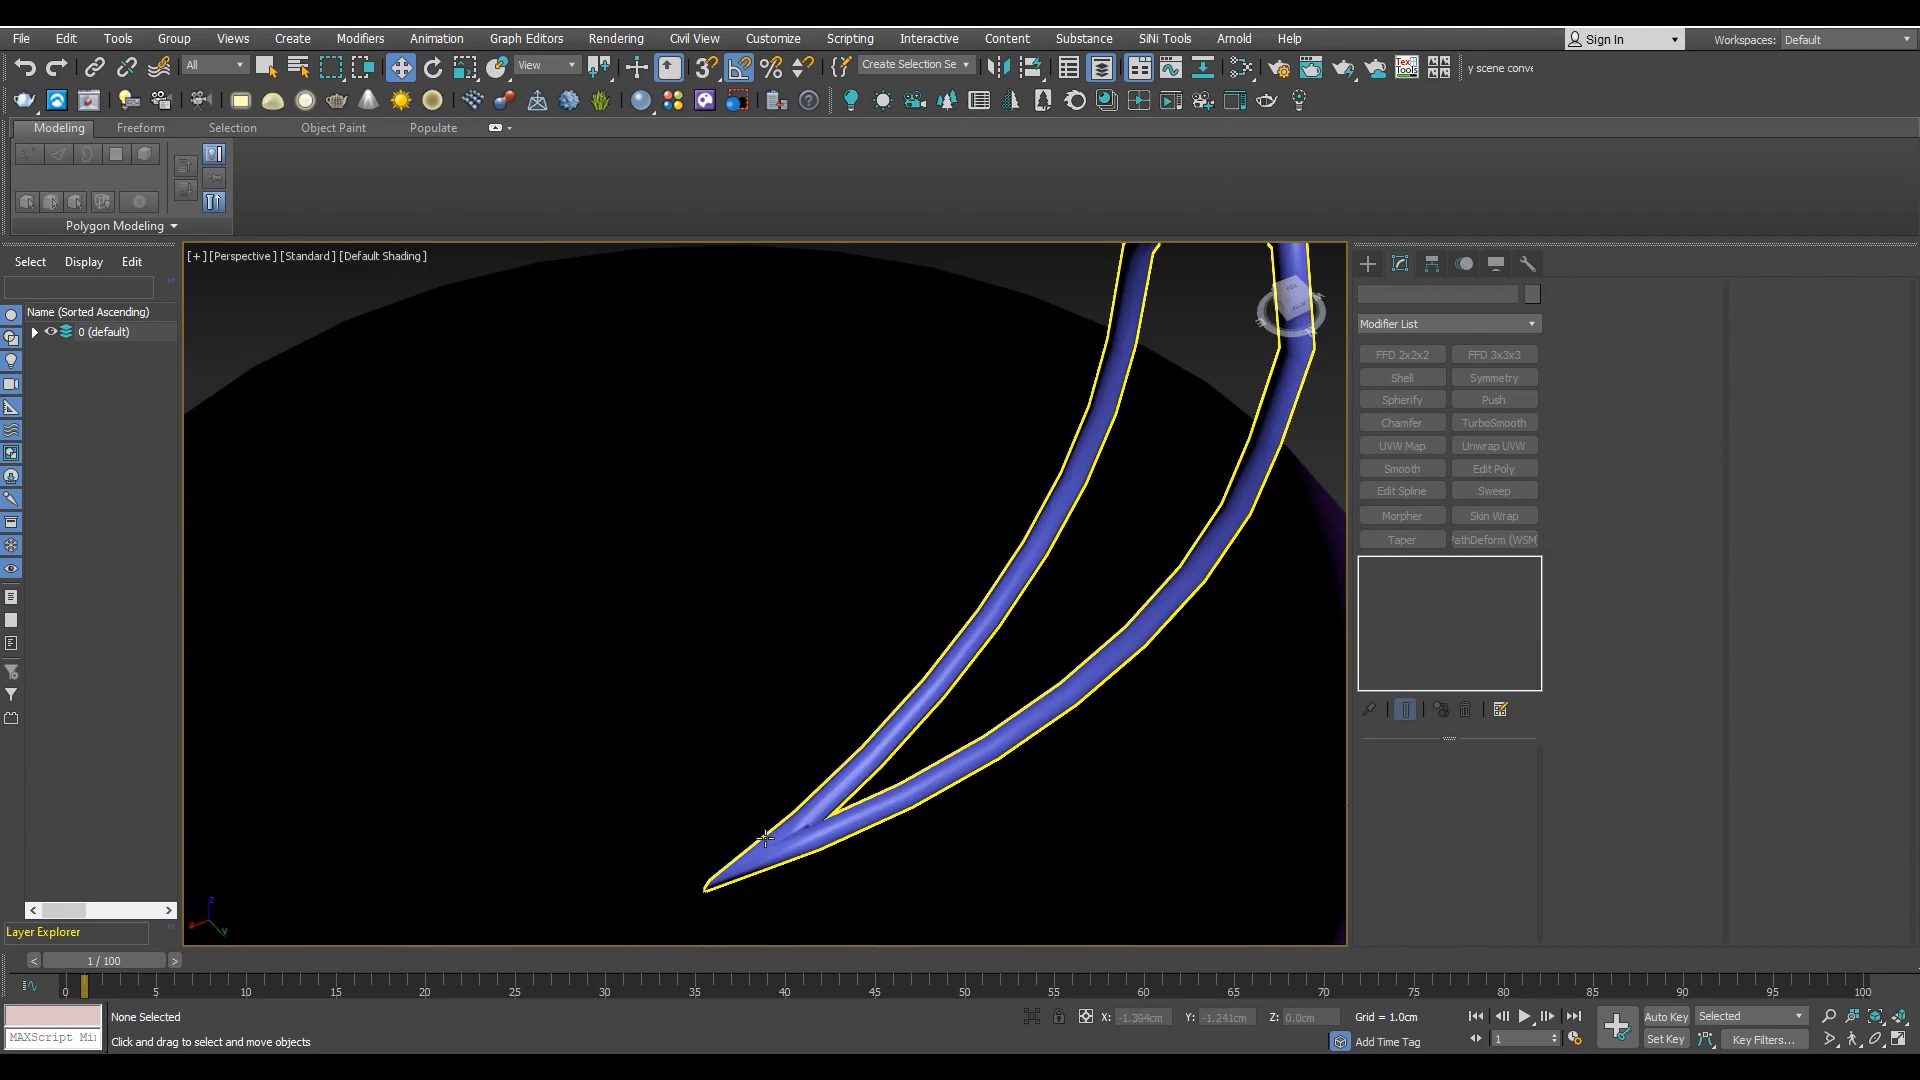 File Edit Tools Group Views Create Modifiers Animation Graph Editors Rendering Civil View Customize Scripting Interactive Content Substance SiNi Tools Arnold Help Sign In Workspaces: Default
All View Create Selection Se y scene conve
Modeling Freeform Selection Object Paint Populate
Polygon Modeling
Select Display Edit
[+] [Perspective] [Standard] [Default Shading]
Name (Sorted Ascending)
0 (default)
Modifier List
FFD 2x2x2 FFD 3x3x3
Shell Symmetry
Spherify Push
Chamfer TurboSmooth
UVW Map Unwrap UVW
Smooth Edit Poly
Edit Spline Sweep
Morpher Skin Wrap
Taper PathDeform (WSM)
Layer Explorer
1 / 100
0 5 10 15 20 25 30 35 40 45 50 55 60 65 70 75 80 85 90 95 100
None Selected X: -1.394cm Y: -1.241cm Z: 0.0cm Grid = 1.0cm Auto Key Selected
MAXScript Mi Click and drag to select and move objects Add Time Tag 1 Set Key Key Filters...